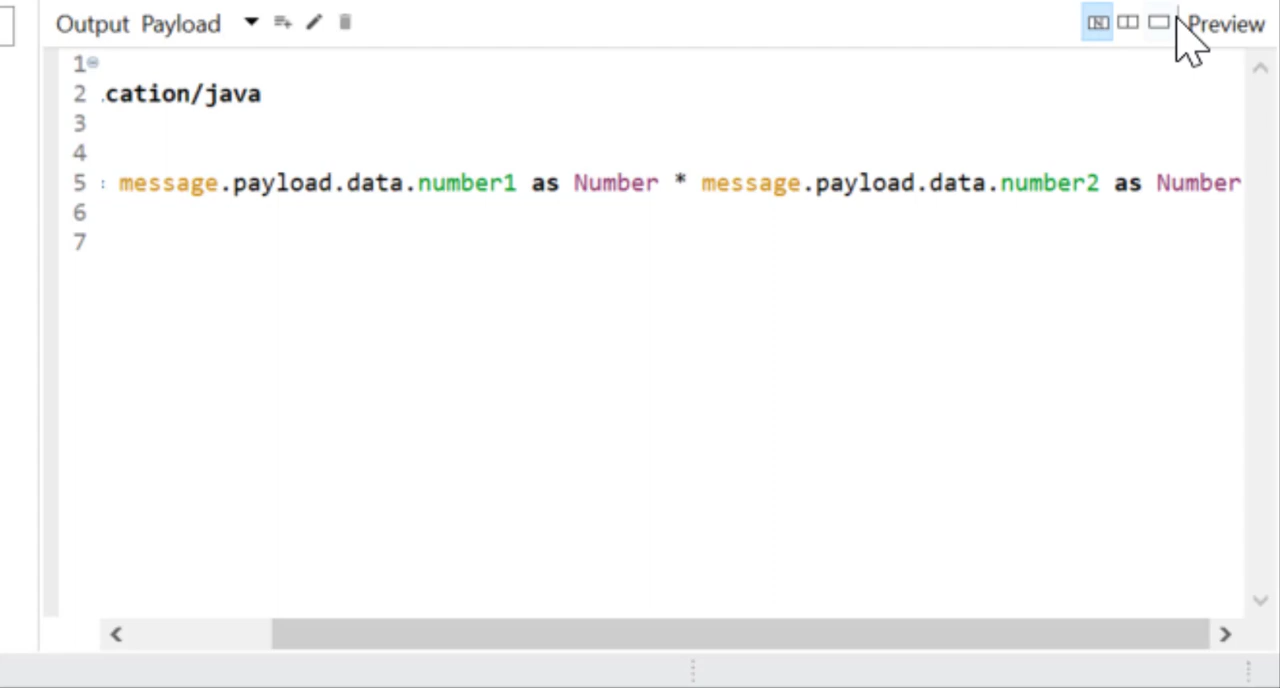 Output Payload Preview
1
2 .cation/java
3
4
5 : message.payload.data.number1 as Number * message.payload.data.number2 as Number
6
7